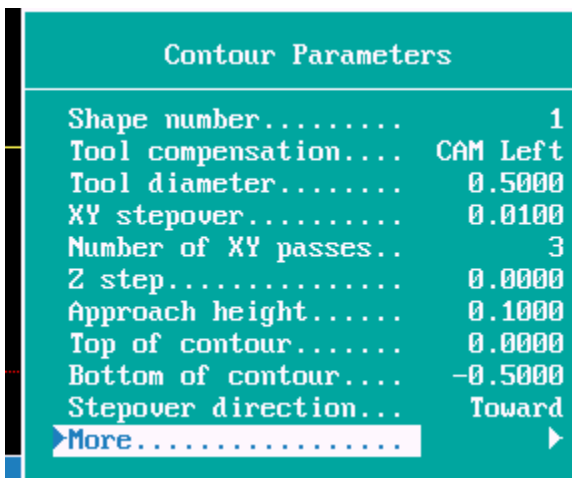 Contour Parameters
Shape number......... 1
Tool compensation.... CAM Left
Tool diameter........ 0.5000
XY stepover.......... 0.0100
Number of XY passes.. 3
Z step............... 0.0000
Approach height...... 0.1000
Top of contour....... 0.0000
Bottom of contour.... -0.5000
Stepover direction... Toward
More.................